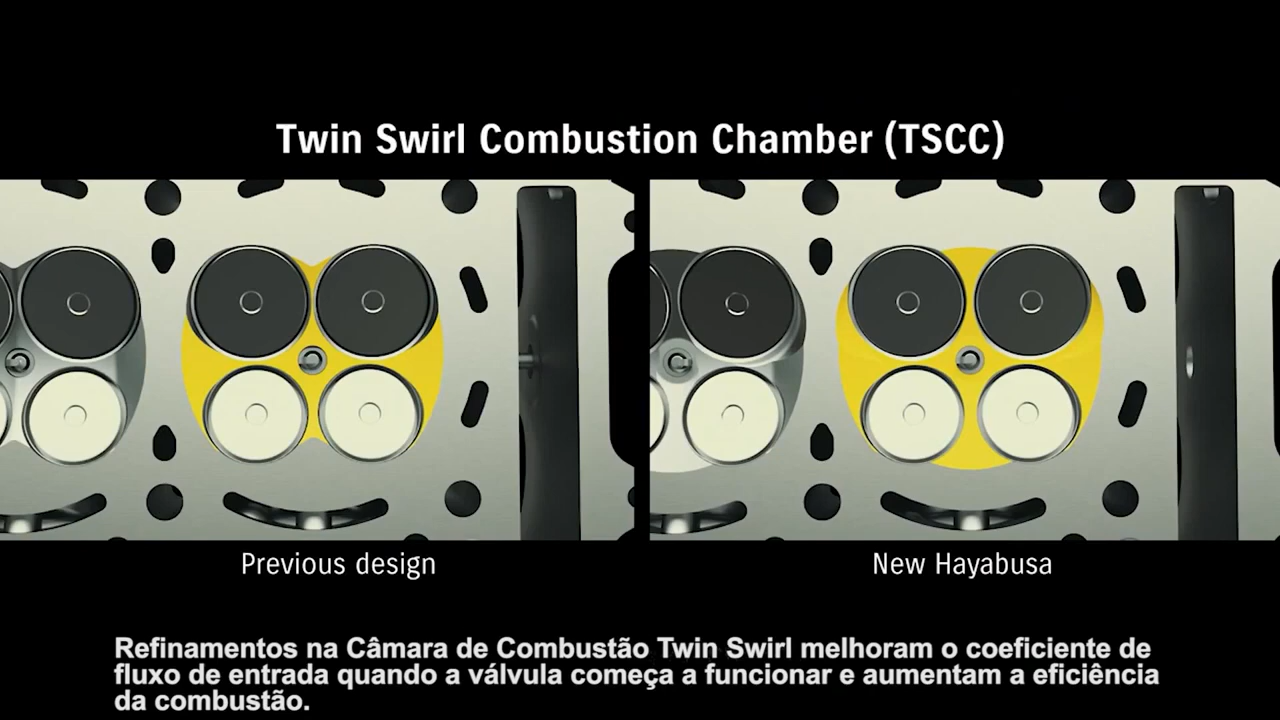 Twin Swirl Combustion Chamber (TSCC)
Previous design
New Hayabusa
Refinamentos na Câmara de Combustão Twin Swirl melhoram o coeficiente de
fluxo de entrada quando a válvula começa a funcionar e aumentam a eficiência
da combustão.